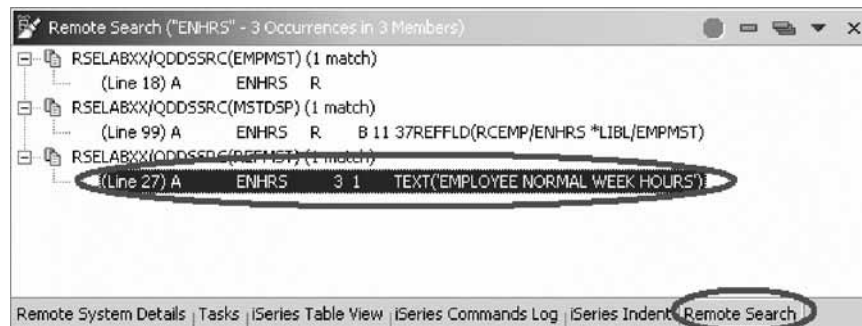 Remote Search ("ENHRS" - 3 Occurrences in 3 Members)
RSELABXX/QDDSSRC(EMPMST) (1 match)
(Line 18) A ENHRS R
RSELABXX/QDDSSRC(MSTDSP) (1 match)
(Line 99) A ENHRS R B 11 37REFFLD(RCEMP/ENHRS *LIBL/EMPMST)
RSELABXX/QDDSSRC(REFMST) (1 match)
(Line 27) A ENHRS 3 1 TEXT('EMPLOYEE NORMAL WEEK HOURS')
Remote System Details Tasks iSeries Table View iSeries Commands Log iSeries Indent Remote Search